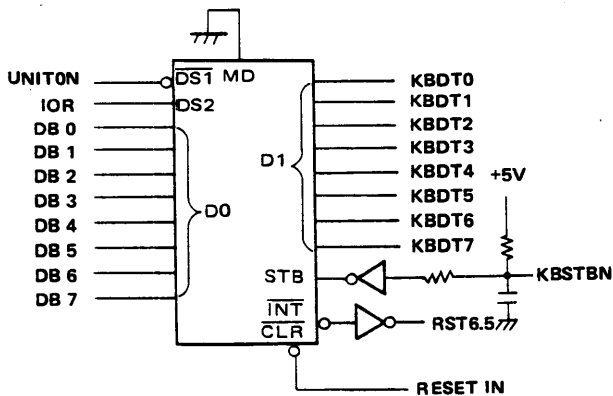 UNIT0N
IOR
DB 0
DB 1
DB 2
DB 3
DB 4
DB 5
DB 6
DB 7
DS1 MD
DS2
D0
D1
STB
INT
CLR
KBDT0
KBDT1
KBDT2
KBDT3
KBDT4
KBDT5
KBDT6
KBDT7
+5V
KBSTBN
RST6.5
RESET IN